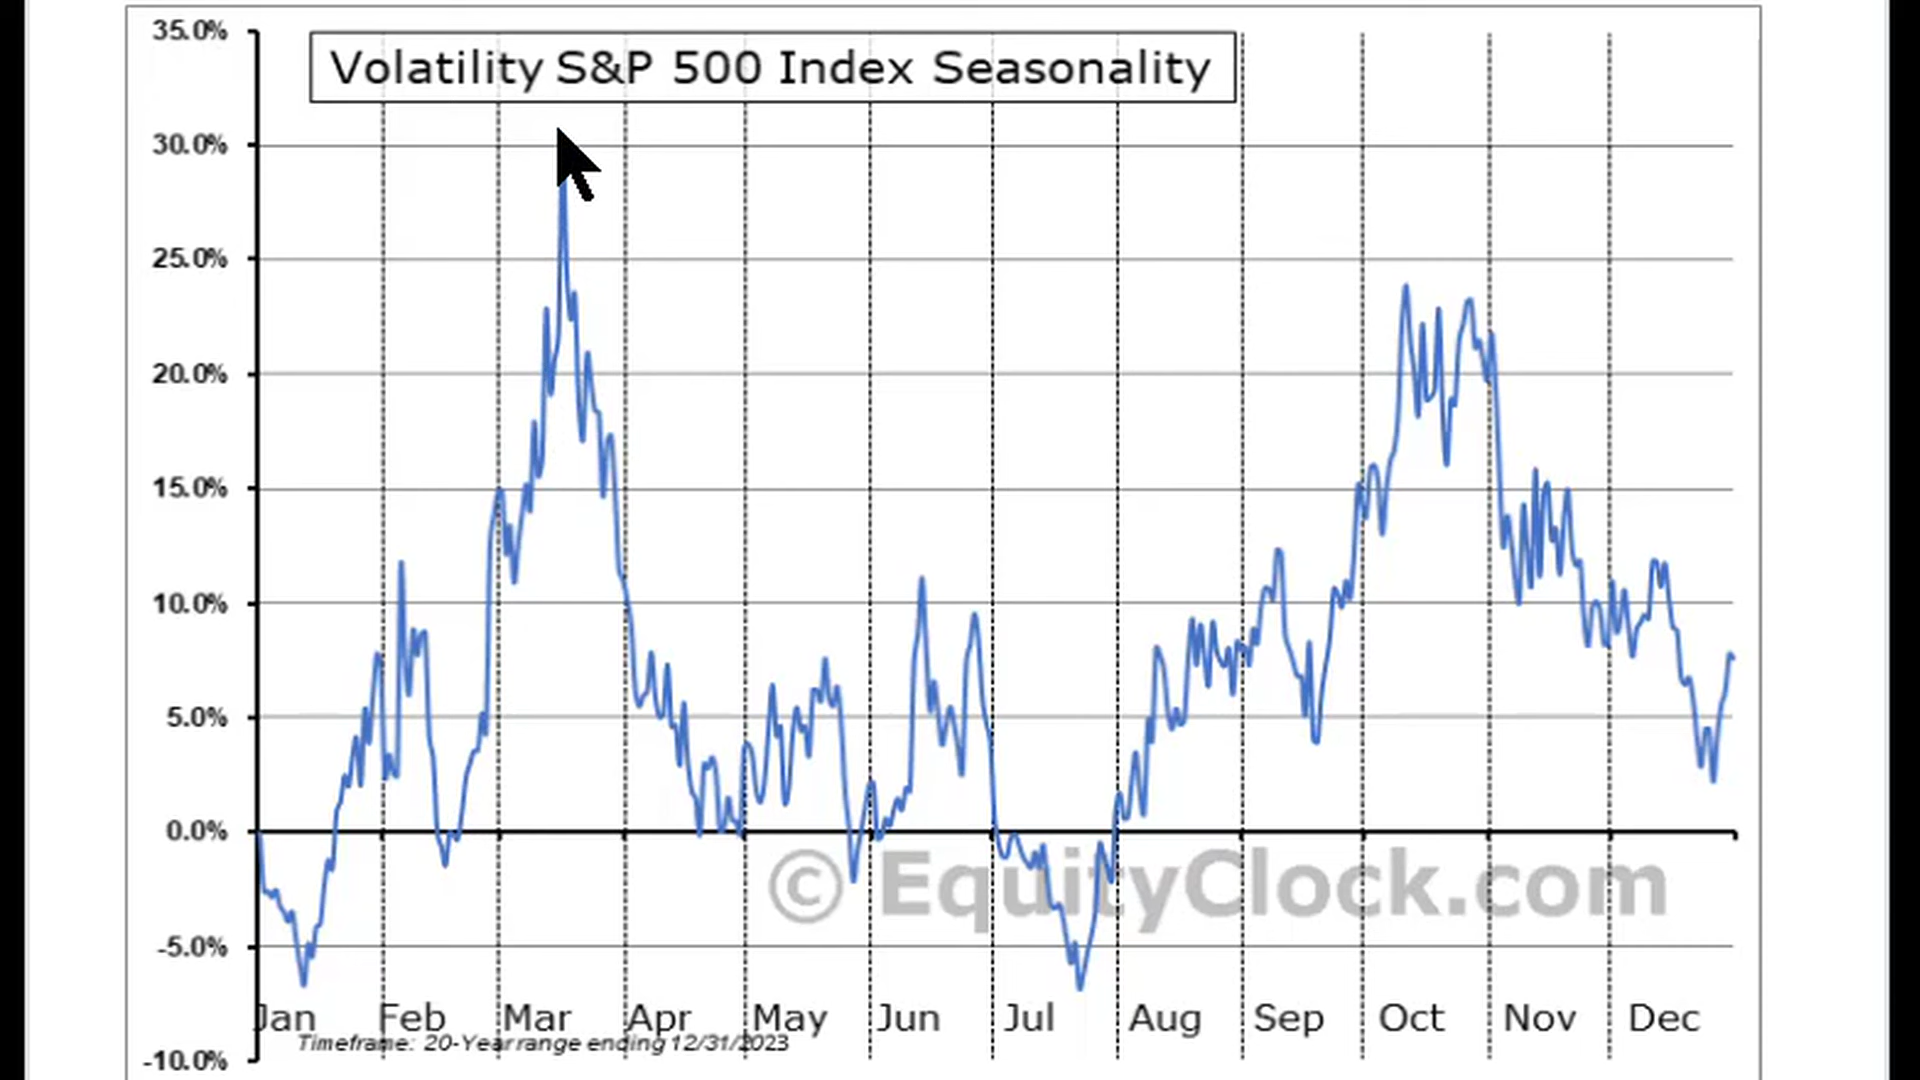 35.0%
Volatility S&P 500 Index Seasonality
30.0%
25.0%
20.0%
15.0%
10.0%
5.0%
0.0%
© EquityClock.com
-5.0%
Jan Feb Mar Apr May Jun Jul Aug Sep Oct Nov Dec
Timeframe: 20-Year range ending 12/31/2023
-10.0%